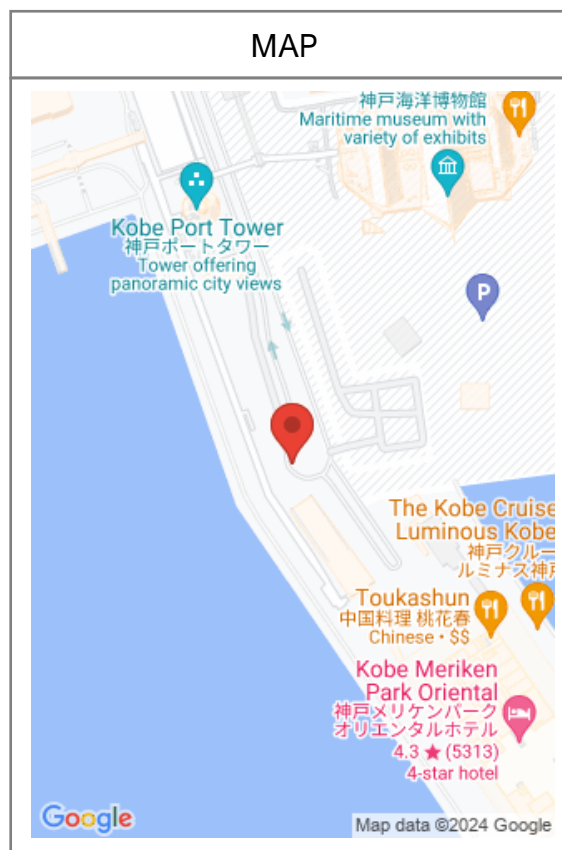 MAP
神戸海洋博物館
Maritime museum with
variety of exhibits
Kobe Port Tower
神戸ポートタワー
Tower offering
panoramic city views
P
The Kobe Cruise
Luminous Kobe
神戸クルー
ルミナス神戸
Toukashun
中国料理 桃花春
Chinese • $$
Kobe Meriken
Park Oriental
神戸メリケンパーク
オリエンタルホテル
4.3 ★ (5313)
4-star hotel
Google
Map data ©2024 Google